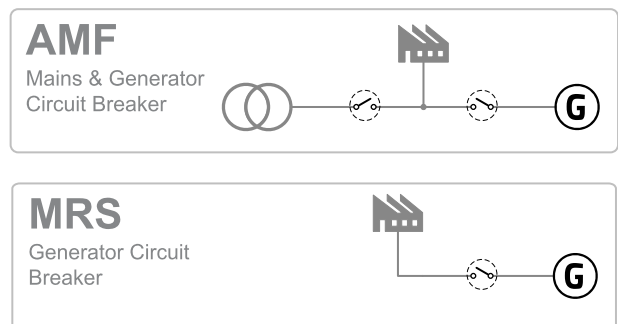 AMF
Mains & Generator
Circuit Breaker
G
MRS
Generator Circuit
Breaker
G